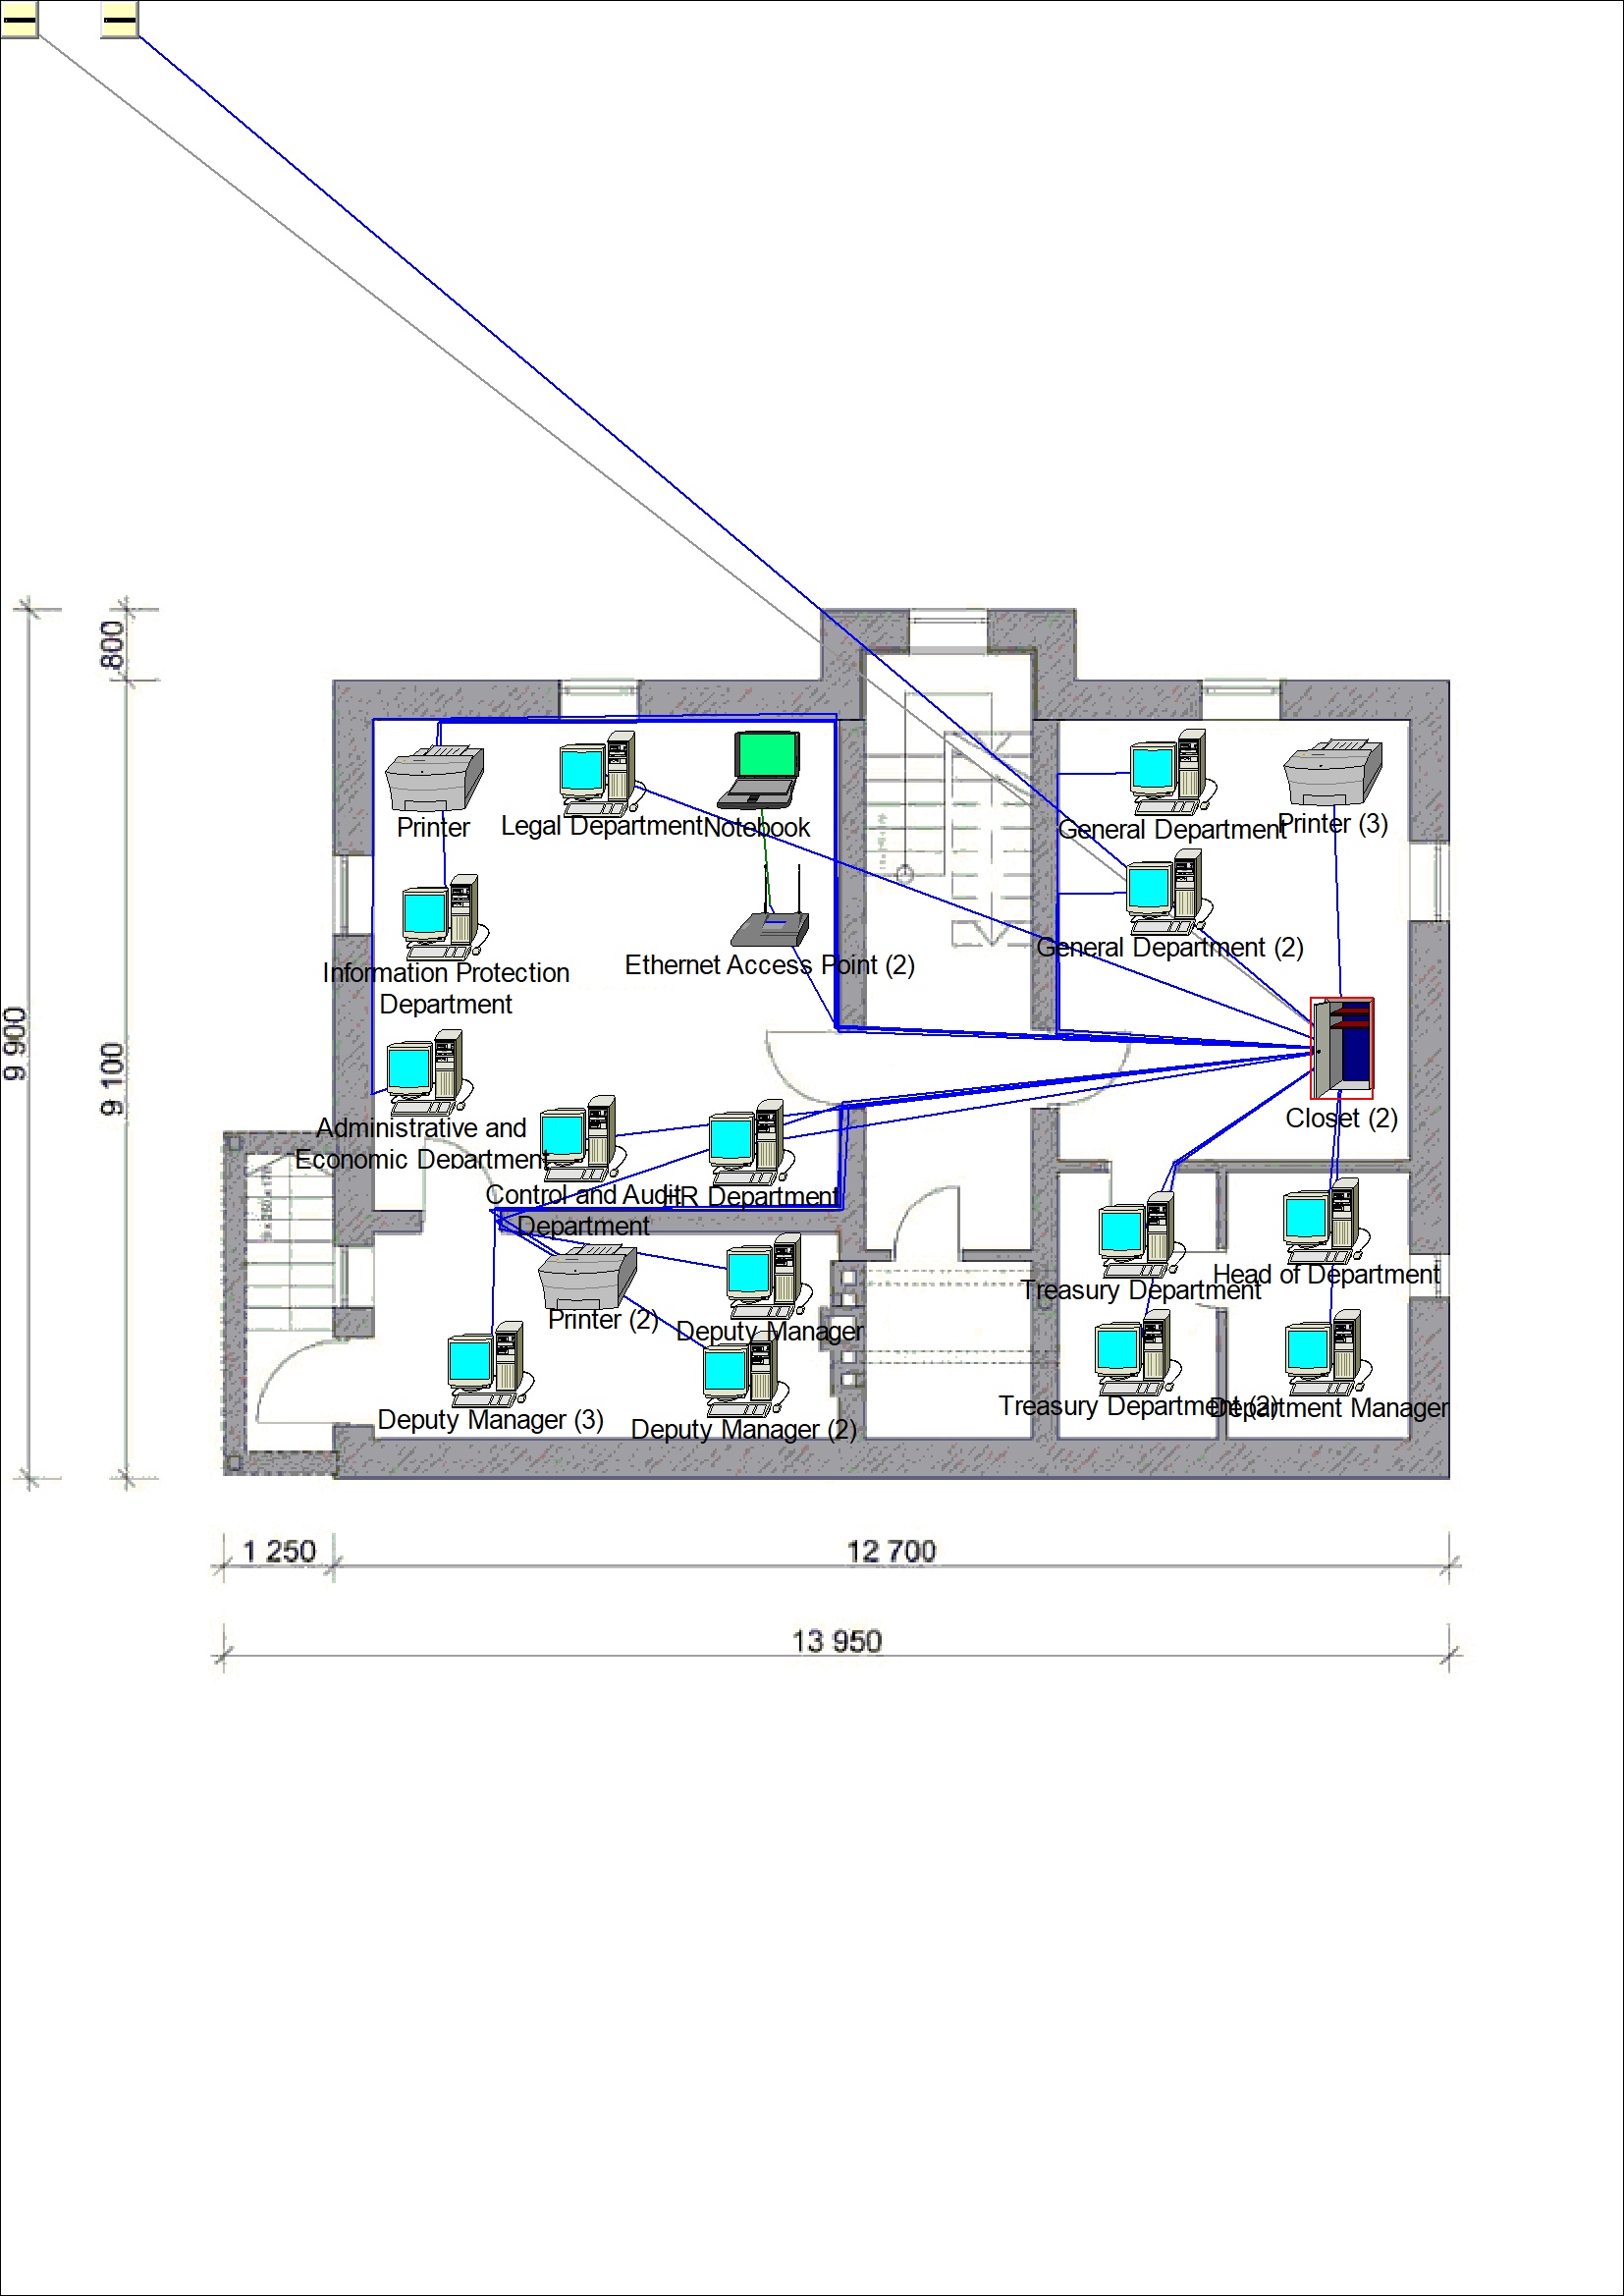 800
9 900
9 100
Printer
Legal Department
Notebook
General Department
Printer (3)
Information Protection
Department
Ethernet Access Point (2)
General Department (2)
Administrative and
Economic Department
Control and Audit
Department
HR Department
Closet (2)
Printer (2)
Deputy Manager
Treasury Department
Head of Department
Deputy Manager (3)
Deputy Manager (2)
Treasury Department (2)
Department Manager
1 250
12 700
13 950